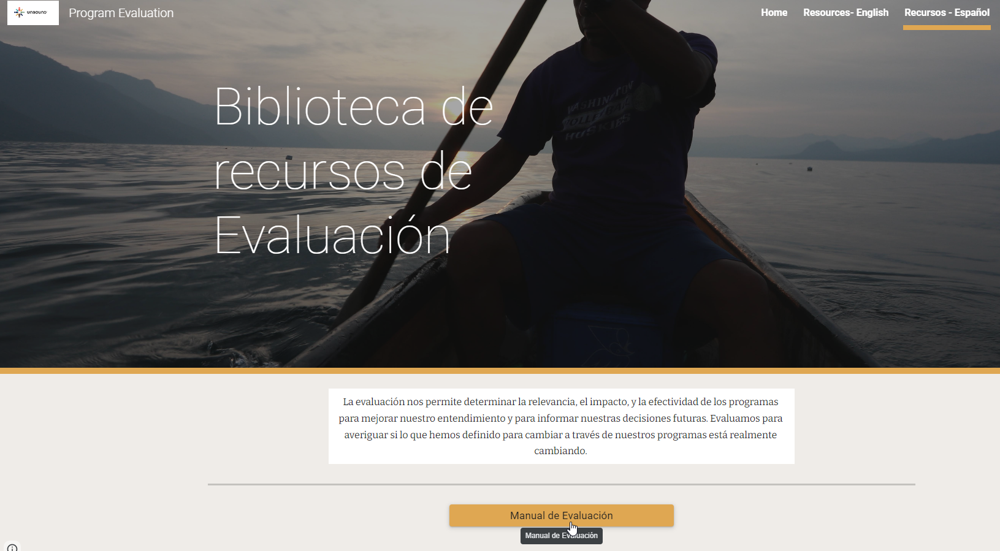 UNBOUND
Program Evaluation
Home
Resources- English
Recursos - Español
WASHINGTON
HUSKIES
Biblioteca de
recursos de
Evaluación
La evaluación nos permite determinar la relevancia, el impacto, y la efectividad de los programas
para mejorar nuestro entendimiento y para informar nuestras decisiones futuras. Evaluamos para
averiguar si lo que hemos definido para cambiar a través de nuestros programas está realmente
cambiando.
Manual de Evaluación
Manual de Evaluación